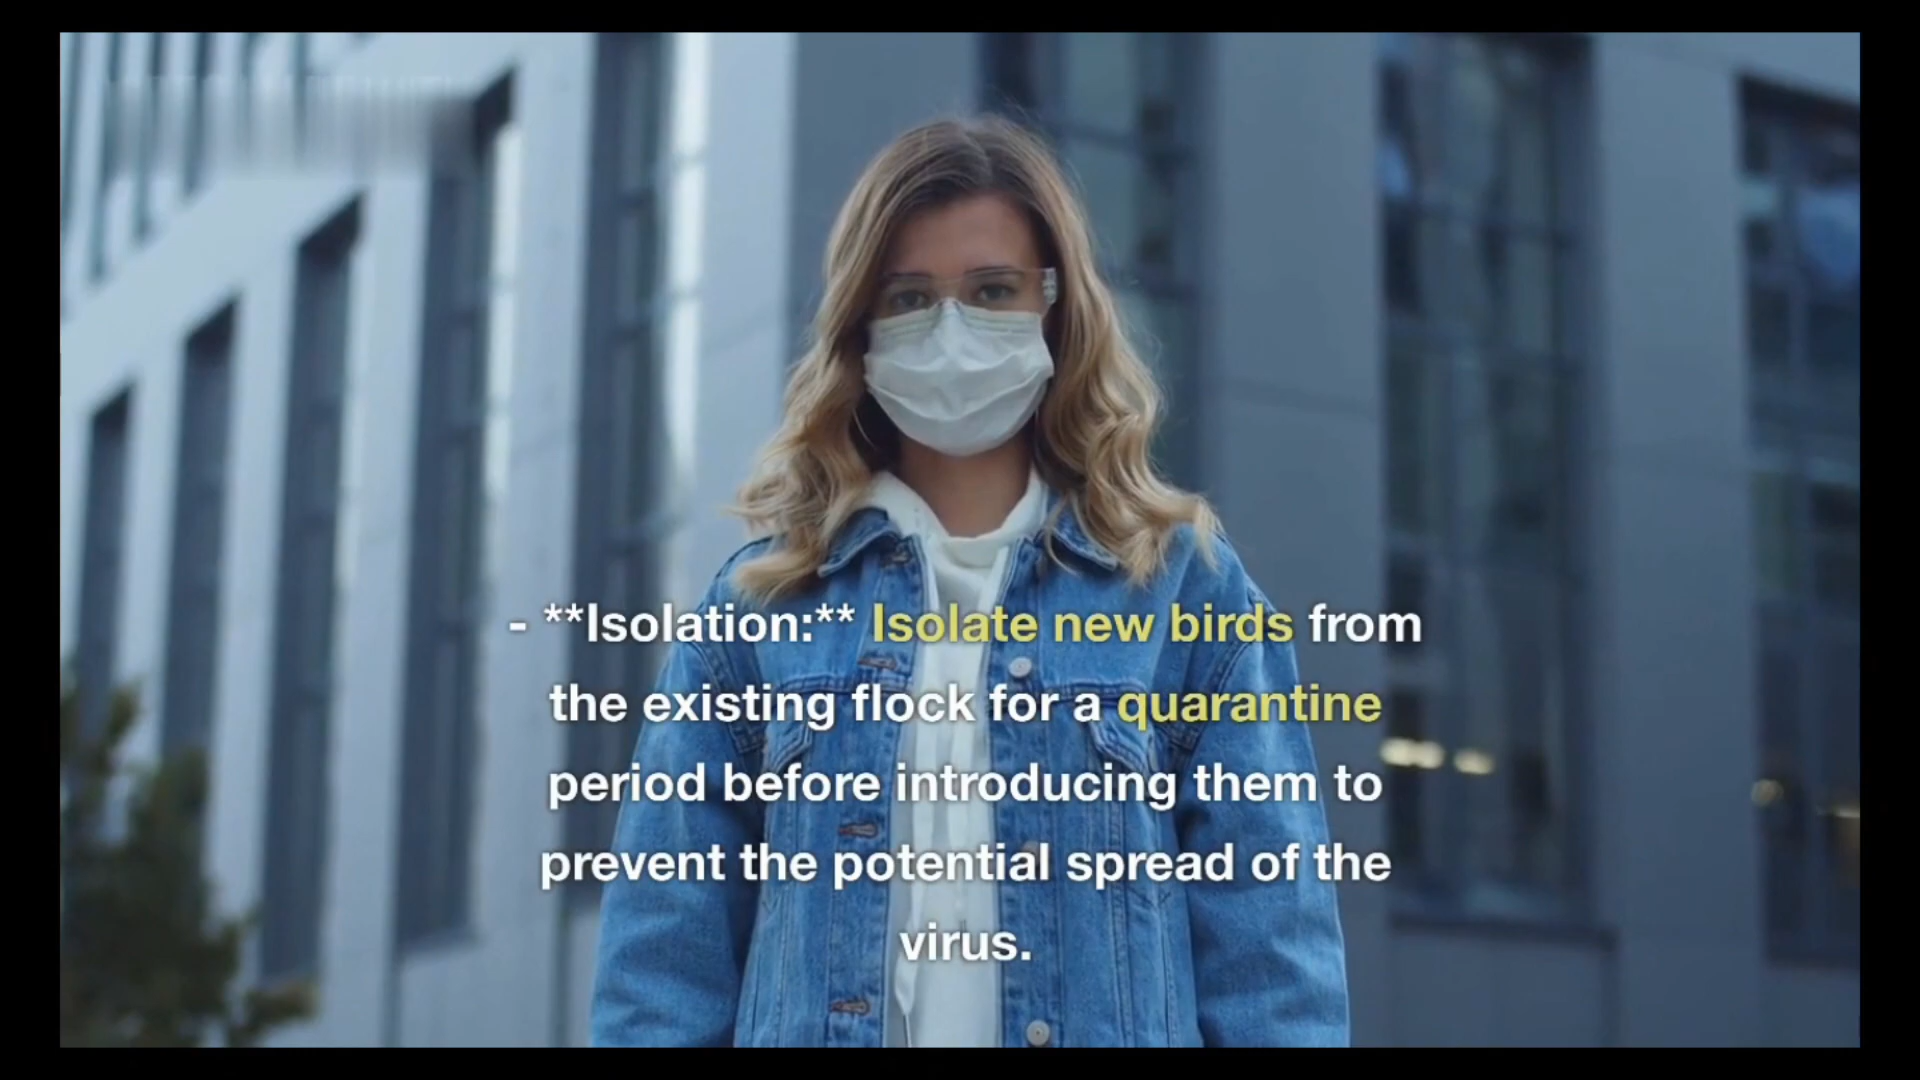 - **Isolation:** Isolate new birds from
the existing flock for a quarantine
period before introducing them to
prevent the potential spread of the
virus.